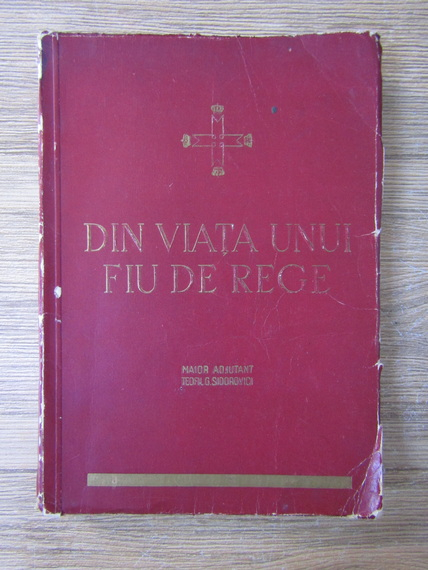 DIN VIAȚA UNUI
FIU DE REGE
MAIOR ADJUTANT
TEOFIL G. SIDOROVICI